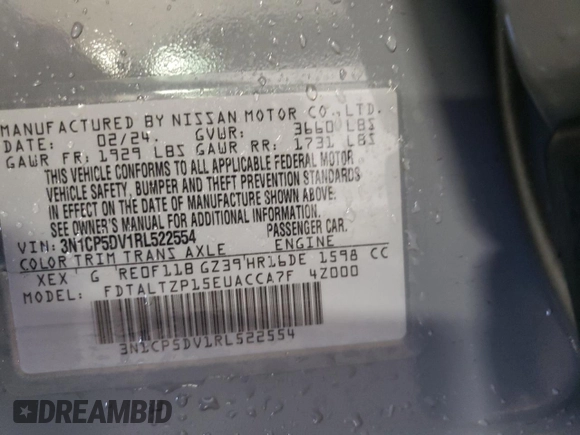 MANUFACTURED BY NISSAN MOTOR CO., LTD.
DATE: 02/24. GVWR: 3660 LBS
GAWR FR: 1929 LBS GAWR RR: 1731 LBS
THIS VEHICLE CONFORMS TO ALL APPLICABLE FEDERAL MOTOR
VEHICLE SAFETY, BUMPER AND THEFT PREVENTION STANDARDS
IN EFFECT ON THE DATE OF MANUFACTURE SHOWN ABOVE.
SEE OWNER'S MANUAL FOR ADDITIONAL INFORMATION.
VIN: 3N1CP5DV1RL522554 PASSENGER CAR.
COLOR TRIM TRANS AXLE ENGINE
XEX G RE0F11B GZ39 HR16DE 1598 CC
MODEL: FDTALTZP15EUACCA7F 4Z000
3N1CP5DV1RL522554
DREAMBID